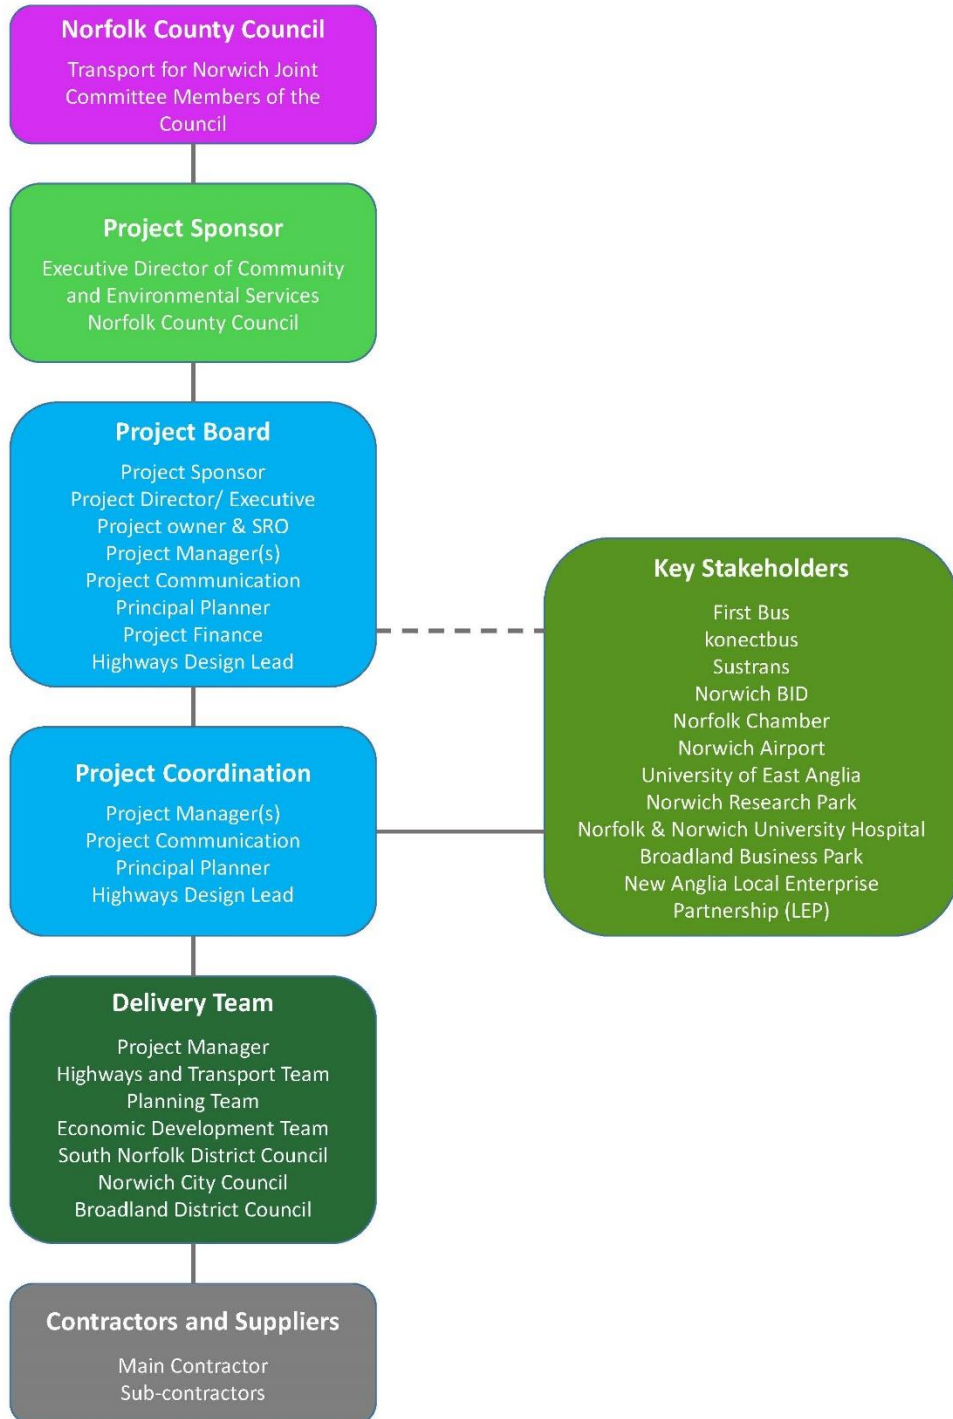 Norfolk County Council
Transport for Norwich Joint
Committee Members of the
Council
Project Sponsor
Executive Director of Community
and Environmental Services
Norfolk County Council
Project Board
Project Sponsor
Project Director/ Executive
Project owner & SRO
Project Manager(s)
Project Communication
Principal Planner
Project Finance
Highways Design Lead
Key Stakeholders
First Bus
konectbus
Sustrans
Norwich BID
Norfolk Chamber
Norwich Airport
University of East Anglia
Norwich Research Park
Norfolk & Norwich University Hospital
Broadland Business Park
New Anglia Local Enterprise
Partnership (LEP)
Project Coordination
Project Manager(s)
Project Communication
Principal Planner
Highways Design Lead
Delivery Team
Project Manager
Highways and Transport Team
Planning Team
Economic Development Team
South Norfolk District Council
Norwich City Council
Broadland District Council
Contractors and Suppliers
Main Contractor
Sub-contractors